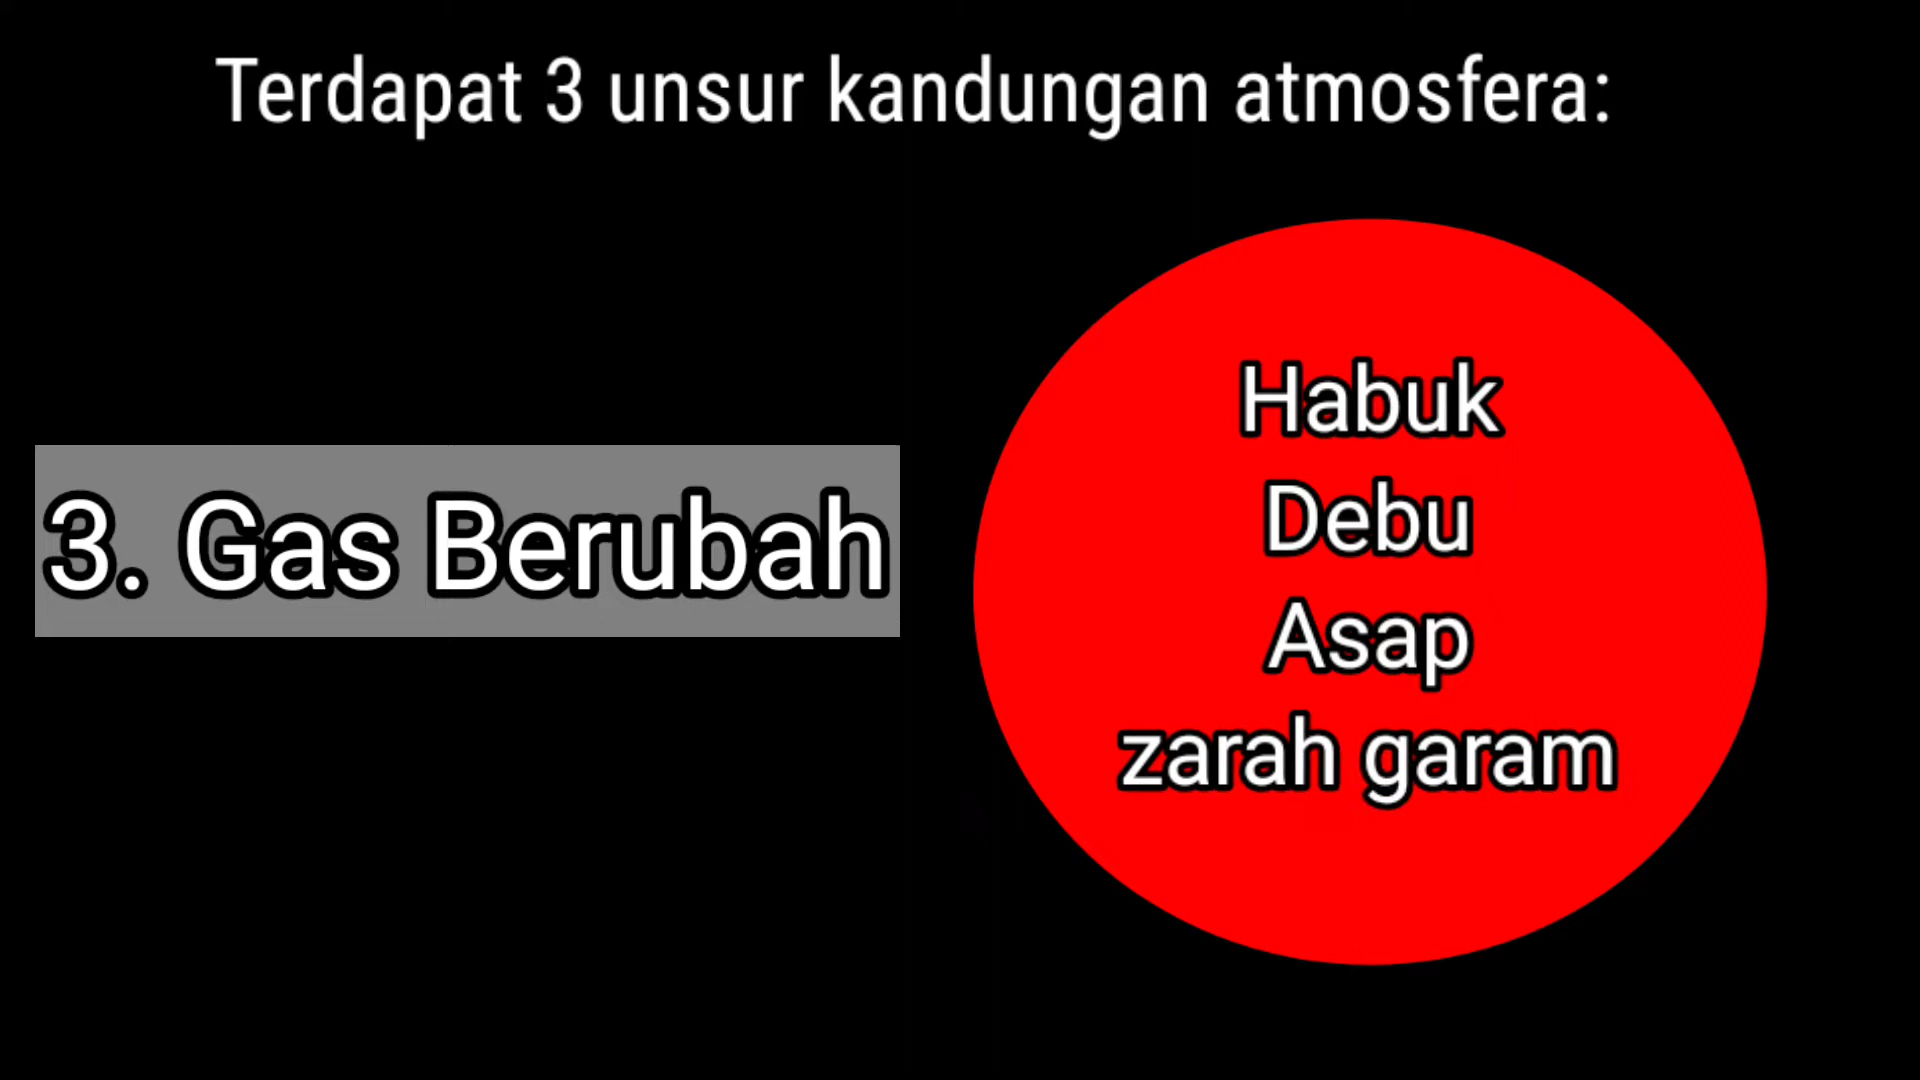 Terdapat 3 unsur kandungan atmosfera:
3. Gas Berubah
Habuk
Debu
Asap
zarah garam